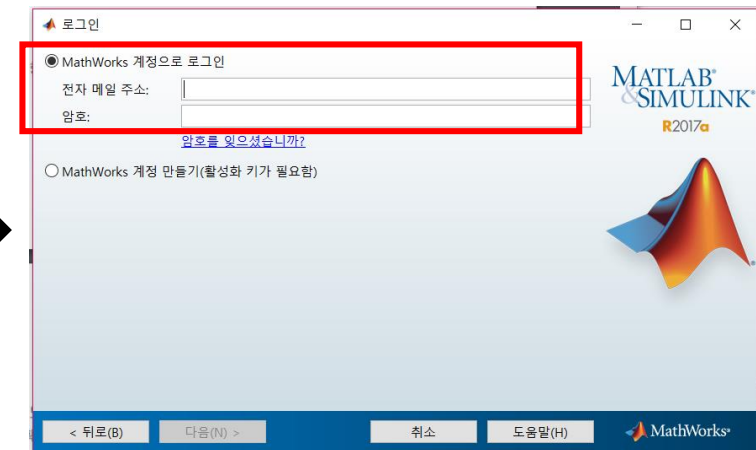 로그인
MathWorks 계정으로 로그인
전자 메일 주소:
암호:
암호를 잊으셨습니까?
MathWorks 계정 만들기(활성화 키가 필요함)
MATLAB®
&SIMULINK®
R2017a
< 뒤로(B)
다음(N) >
취소
도움말(H)
MathWorks®